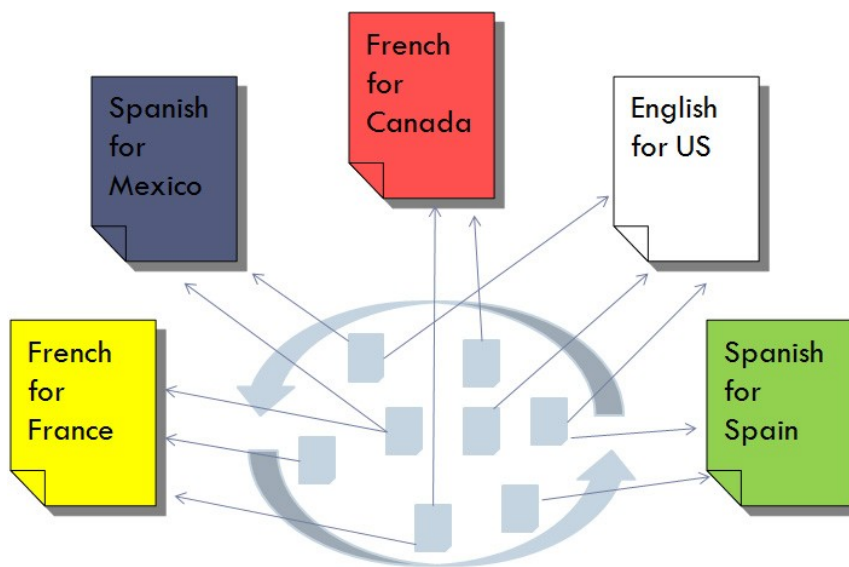 French
for
Canada
Spanish
for
Mexico
English
for US
French
for
France
Spanish
for
Spain